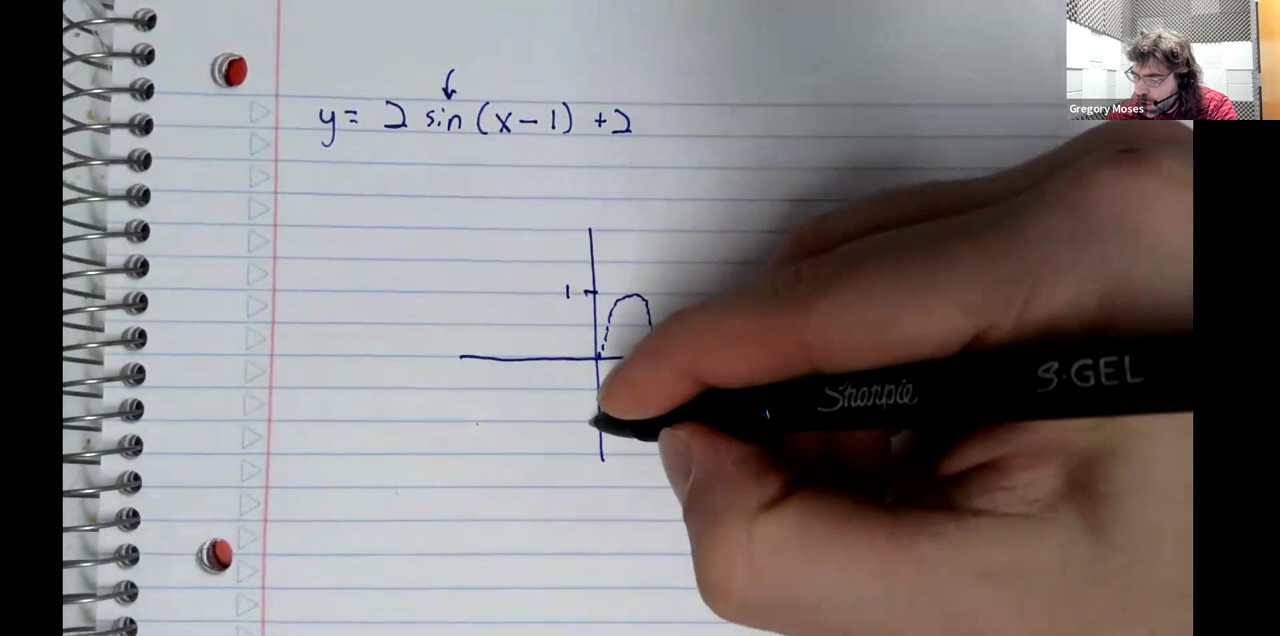 Gregory Moses
y = 2 sin (x - 1) + 2
1
Sharpie S·GEL